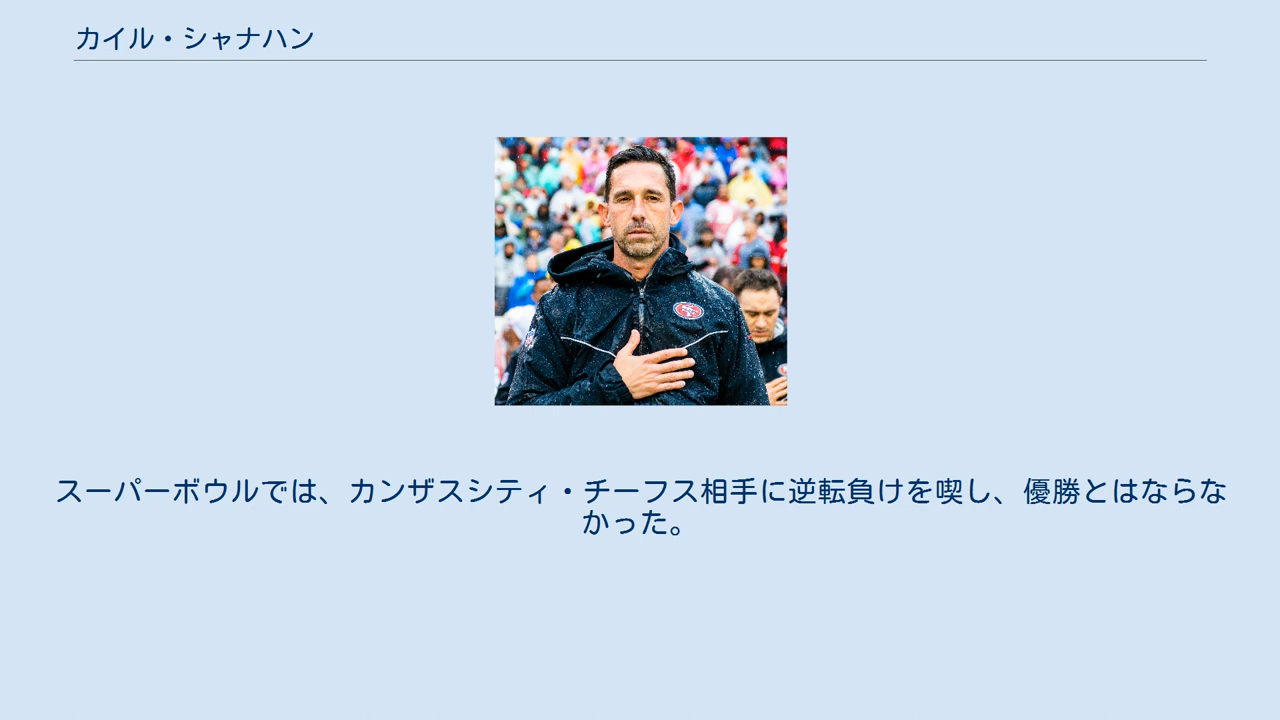 カイル・シャナハン
スーパーボウルでは、カンザスシティ・チーフス相手に逆転負けを喫し、優勝とはならな
かった。